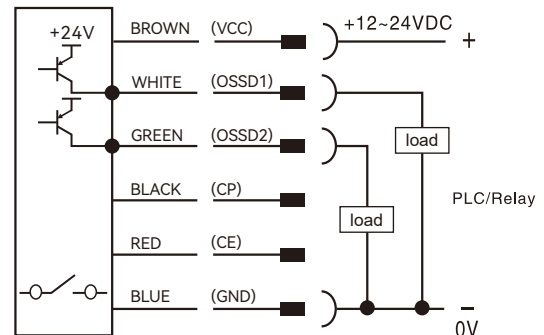 +24V
BROWN (VCC) +12~24VDC +
WHITE (OSSD1)
load
GREEN (OSSD2)
BLACK (CP)
PLC/Relay
load
RED (CE)
BLUE (GND) −
0V